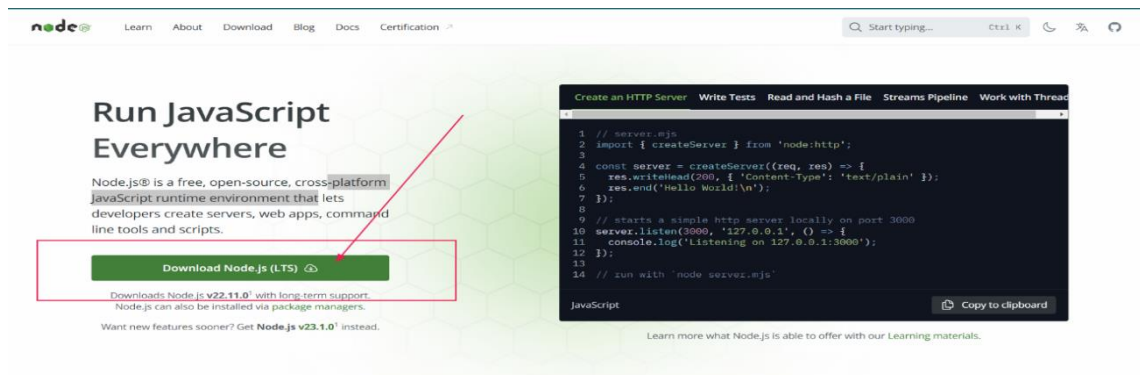 node js
Learn About Download Blog Docs Certification
Start typing... Ctrl K
Run JavaScript
Everywhere
Node.js® is a free, open-source, cross-platform
JavaScript runtime environment that lets
developers create servers, web apps, command
line tools and scripts.
Download Node.js (LTS)
Downloads Node.js v22.11.0¹ with long-term support.
Node.js can also be installed via package managers.
Want new features sooner? Get Node.js v23.1.0¹ instead.
Create an HTTP Server Write Tests Read and Hash a File Streams Pipeline Work with Thread
1 // server.mjs
2 import { createServer } from 'node:http';
3
4 const server = createServer((req, res) => {
5 res.writeHead(200, { 'Content-Type': 'text/plain' });
6 res.end('Hello World!\n');
7 });
8
9 // starts a simple http server locally on port 3000
10 server.listen(3000, '127.0.0.1', () => {
11 console.log('Listening on 127.0.0.1:3000');
12 });
13
14 // run with `node server.mjs`
JavaScript Copy to clipboard
Learn more what Node.js is able to offer with our Learning materials.